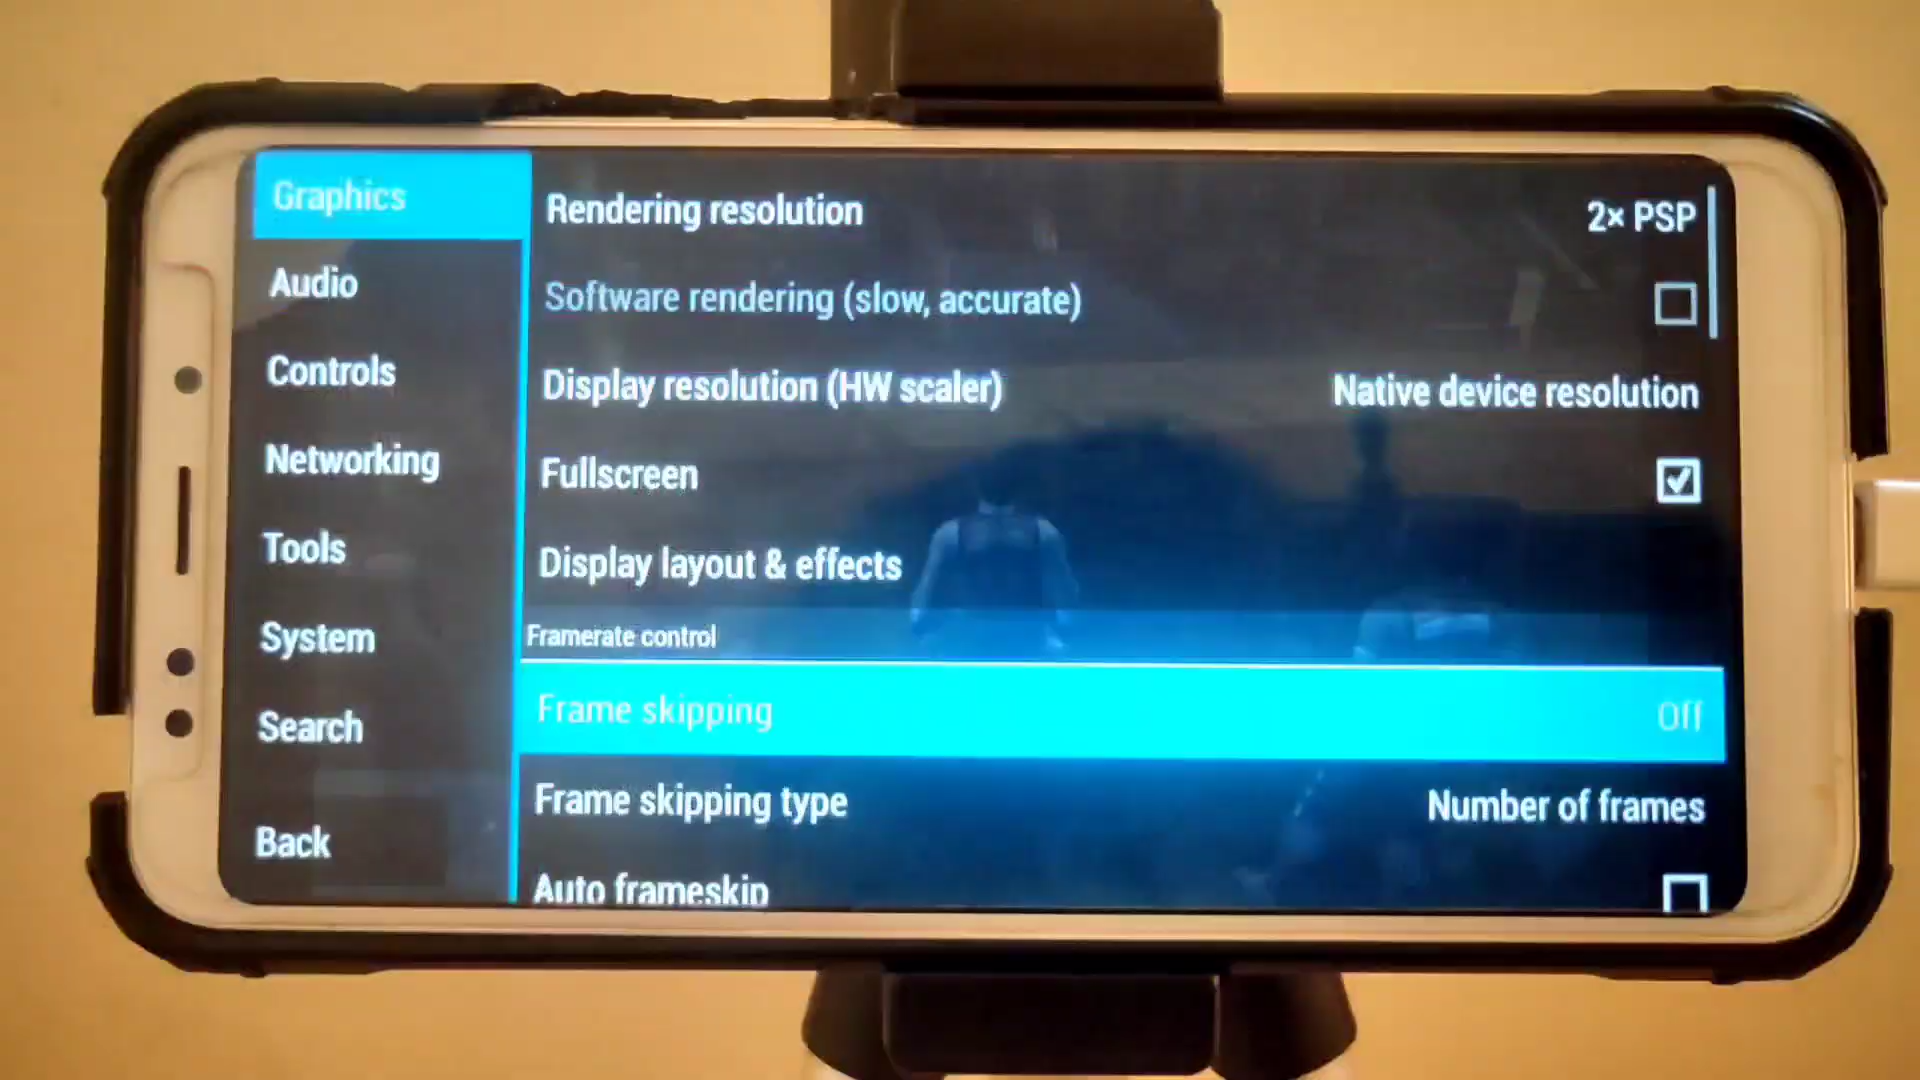 Graphics
Audio
Controls
Networking
Tools
System
Search
Back
Rendering resolution 2× PSP
Software rendering (slow, accurate)
Display resolution (HW scaler) Native device resolution
Fullscreen
Display layout & effects
Framerate control
Frame skipping Off
Frame skipping type Number of frames
Auto frameskip